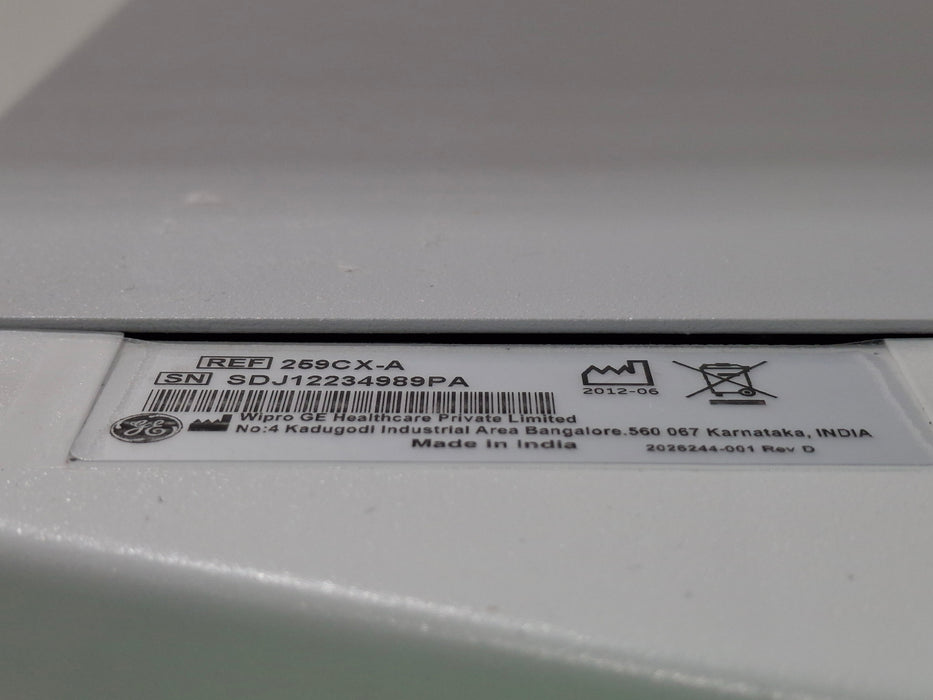 REF 259CX-A
SN SDJ12234989PA
2012-06
GE
Wipro GE Healthcare Private Limited
No:4 Kadugodi Industrial Area Bangalore.560 067 Karnataka, INDIA
Made in India
2026244-001 Rev D